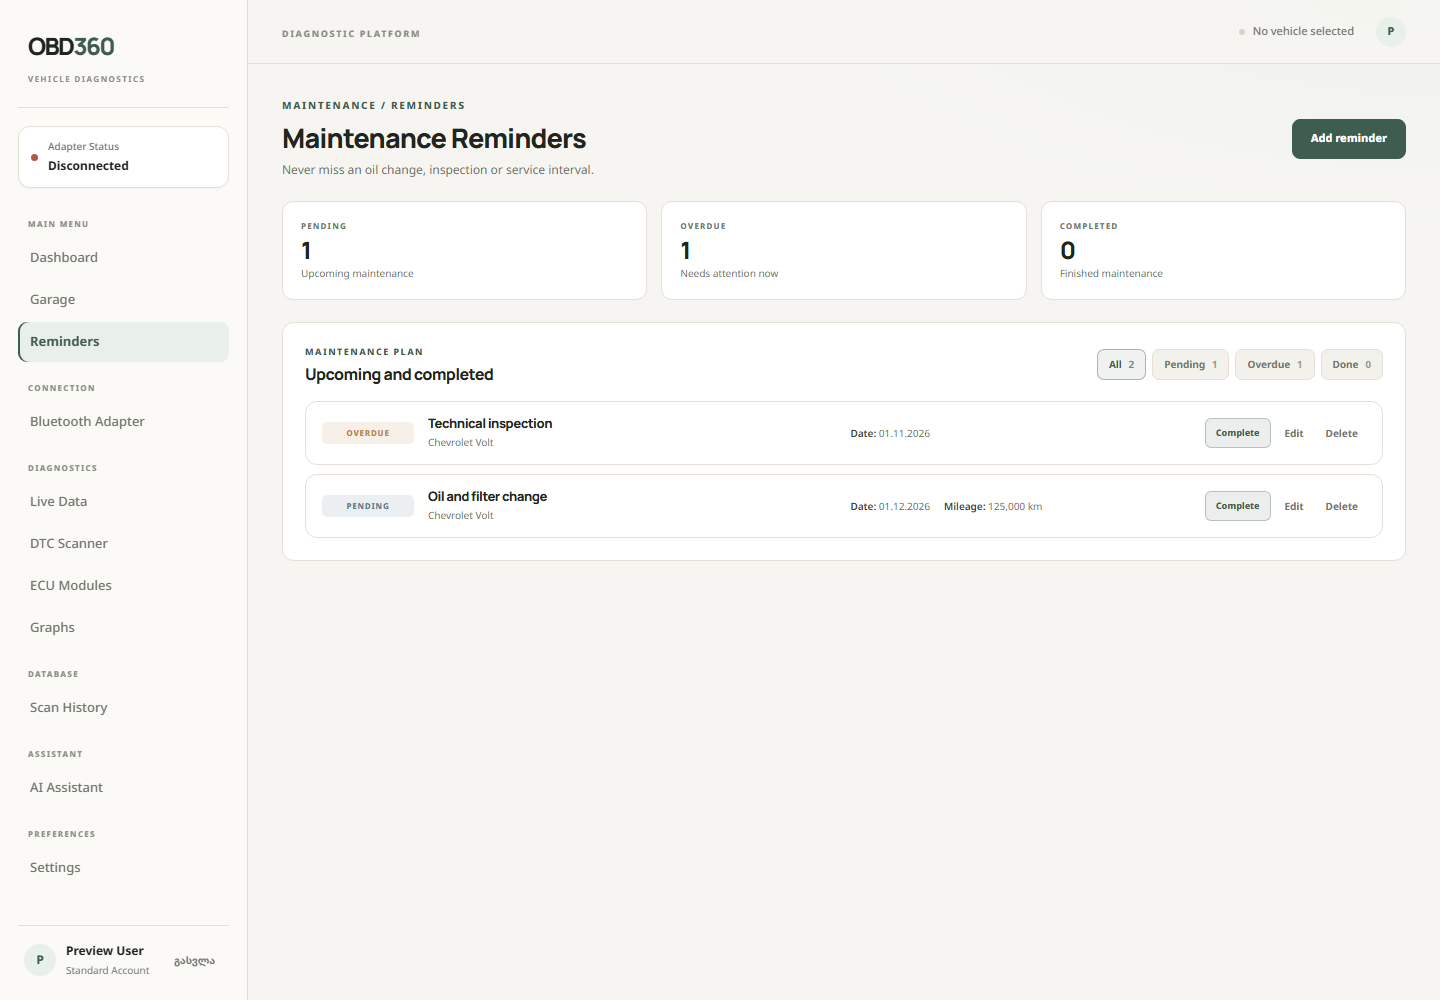 OBD360
VEHICLE DIAGNOSTICS
Adapter Status
Disconnected
MAIN MENU
Dashboard
Garage
Reminders
CONNECTION
Bluetooth Adapter
DIAGNOSTICS
Live Data
DTC Scanner
ECU Modules
Graphs
DATABASE
Scan History
ASSISTANT
AI Assistant
PREFERENCES
Settings
P
Preview User
Standard Account
გასვლა
DIAGNOSTIC PLATFORM
No vehicle selected
P
MAINTENANCE / REMINDERS
Maintenance Reminders
Never miss an oil change, inspection or service interval.
Add reminder
PENDING
1
Upcoming maintenance
OVERDUE
1
Needs attention now
COMPLETED
0
Finished maintenance
MAINTENANCE PLAN
Upcoming and completed
All 2
Pending 1
Overdue 1
Done 0
OVERDUE
Technical inspection
Chevrolet Volt
Date: 01.11.2026
Complete
Edit
Delete
PENDING
Oil and filter change
Chevrolet Volt
Date: 01.12.2026 Mileage: 125,000 km
Complete
Edit
Delete